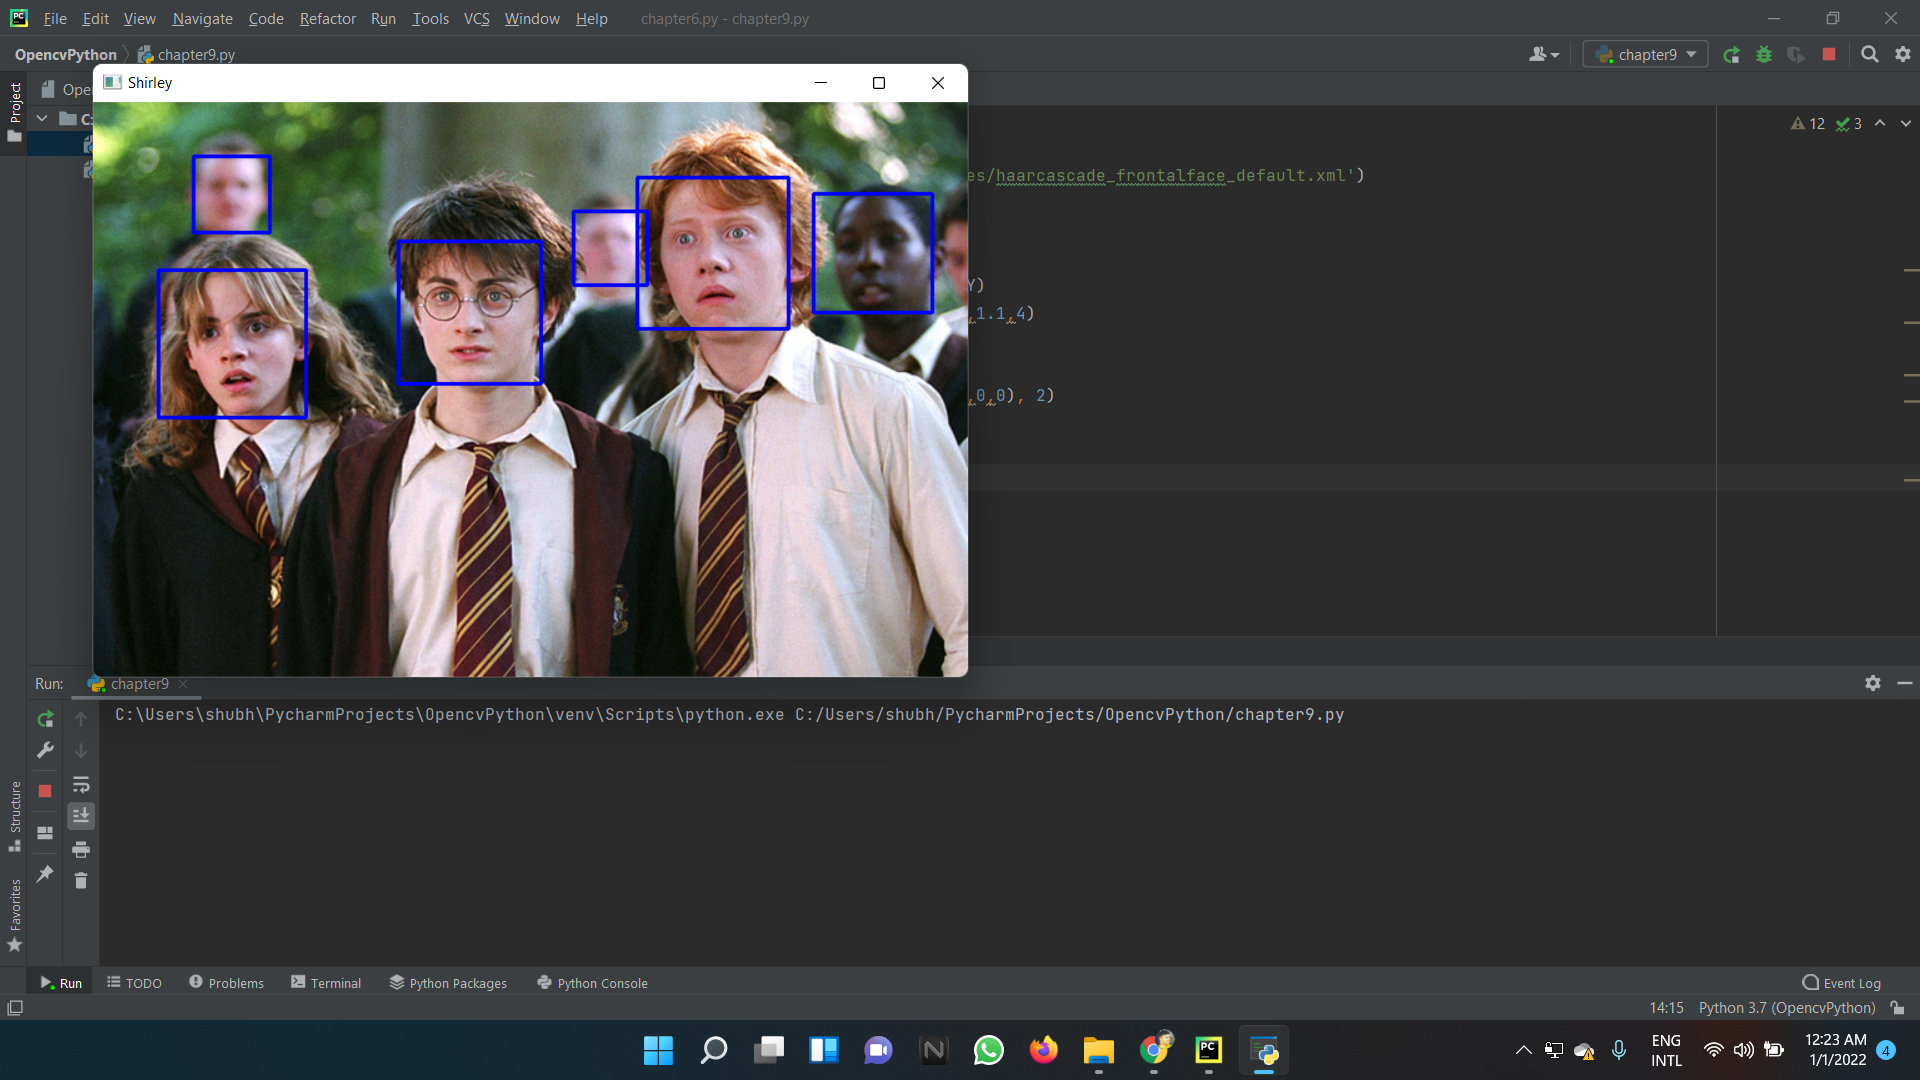 File Edit View Navigate Code Refactor Run Tools VCS Window Help chapter6.py - chapter9.py
OpencvPython chapter9.py
chapter9
Shirley
Project
Ope
C:
12 3
es/haarcascade_frontalface_default.xml')
Y)
,1.1,4)
,0,0), 2)
Run: chapter9
C:\Users\shubh\PycharmProjects\OpencvPython\venv\Scripts\python.exe C:/Users/shubh/PycharmProjects/OpencvPython/chapter9.py
Structure
Favorites
Run TODO Problems Terminal Python Packages Python Console Event Log
14:15 Python 3.7 (OpencvPython)
PC
ENG
INTL
12:23 AM
1/1/2022
4